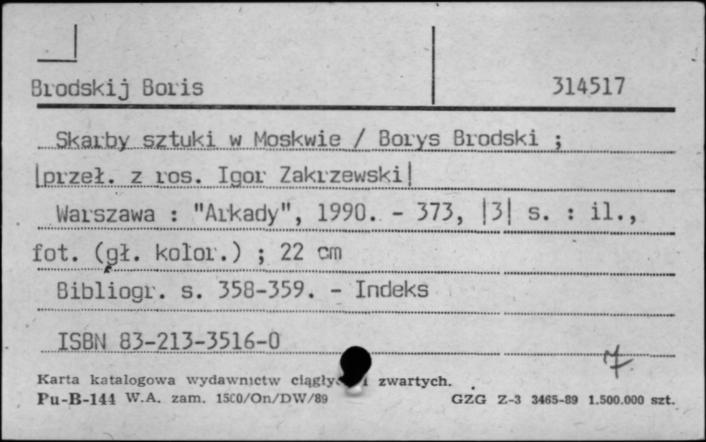 Brodskij Boris 314517
Skarby sztuki w Moskwie / Borys Brodski ;
|przeł. z ros. Igor Zakrzewski|
Warszawa : "Arkady", 1990. - 373, |3| s. : il.,
fot. (gł. kolor.) ; 22 cm
Bibliogr. s. 358-359. - Indeks
ISBN 83-213-3516-0
Karta katalogowa wydawnictw zwartych.
Pu-B-144 W.A. zam. 1500/On/DW/89 GZG Z-3 3465-89 1.500.000 szt.